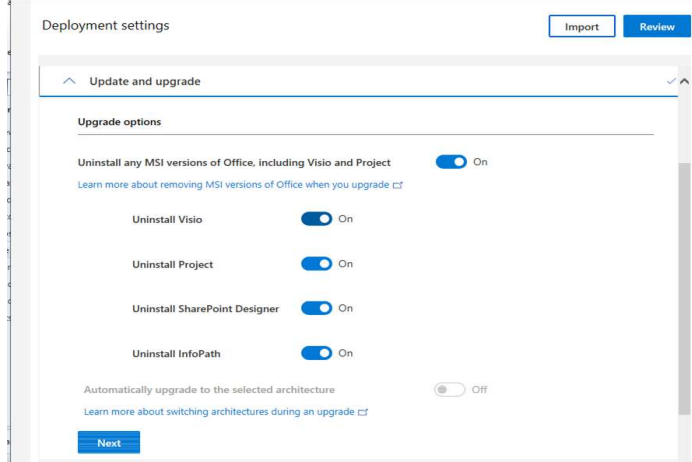 Deployment settings
Import
Review
Update and upgrade
Upgrade options
Uninstall any MSI versions of Office, including Visio and Project
On
Learn more about removing MSI versions of Office when you upgrade
Uninstall Visio
On
Uninstall Project
On
Uninstall SharePoint Designer
On
Uninstall InfoPath
On
Automatically upgrade to the selected architecture
Off
Learn more about switching architectures during an upgrade
Next